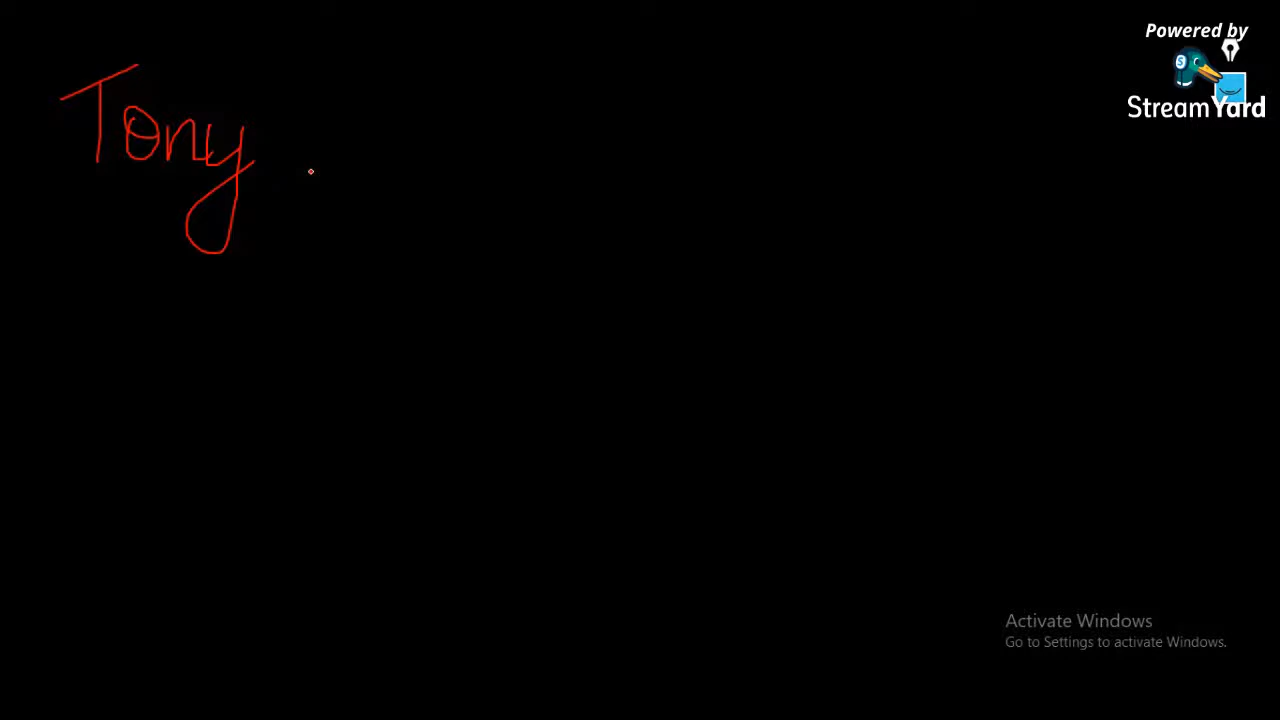 Powered by
StreamYard
Tony
Activate Windows
Go to Settings to activate Windows.